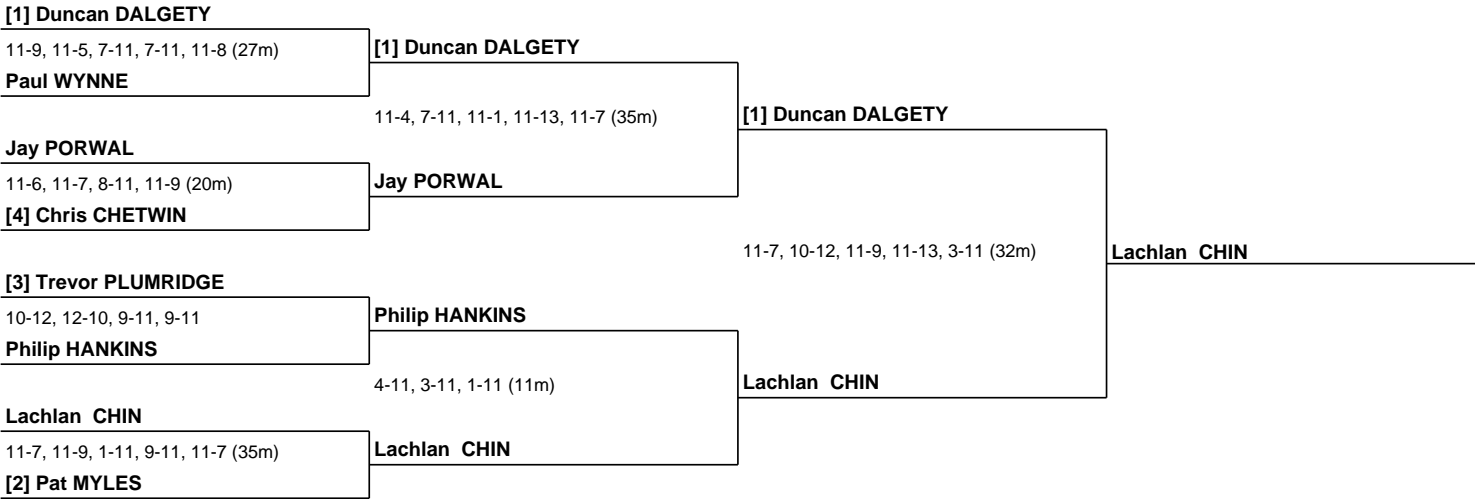 [1] Duncan DALGETY
11-9, 11-5, 7-11, 7-11, 11-8 (27m)
Paul WYNNE
Jay PORWAL
11-6, 11-7, 8-11, 11-9 (20m)
[4] Chris CHETWIN
[3] Trevor PLUMRIDGE
10-12, 12-10, 9-11, 9-11
Philip HANKINS
Lachlan  CHIN
11-7, 11-9, 1-11, 9-11, 11-7 (35m)
[2] Pat MYLES
[1] Duncan DALGETY
11-4, 7-11, 11-1, 11-13, 11-7 (35m)
Jay PORWAL
Philip HANKINS
4-11, 3-11, 1-11 (11m)
Lachlan  CHIN
[1] Duncan DALGETY
11-7, 10-12, 11-9, 11-13, 3-11 (32m)
Lachlan  CHIN
Lachlan  CHIN